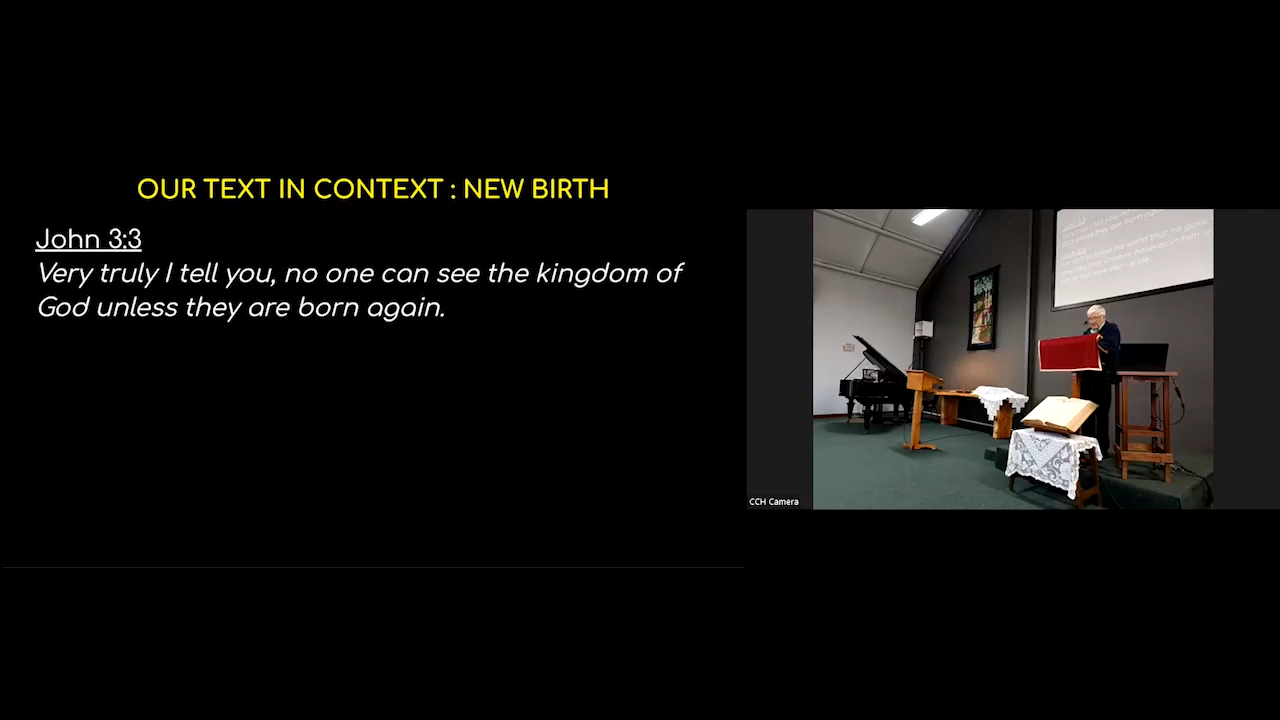 OUR TEXT IN CONTEXT : NEW BIRTH
John 3:3
Very truly I tell you, no one can see the kingdom of
God unless they are born again.
CCH Camera